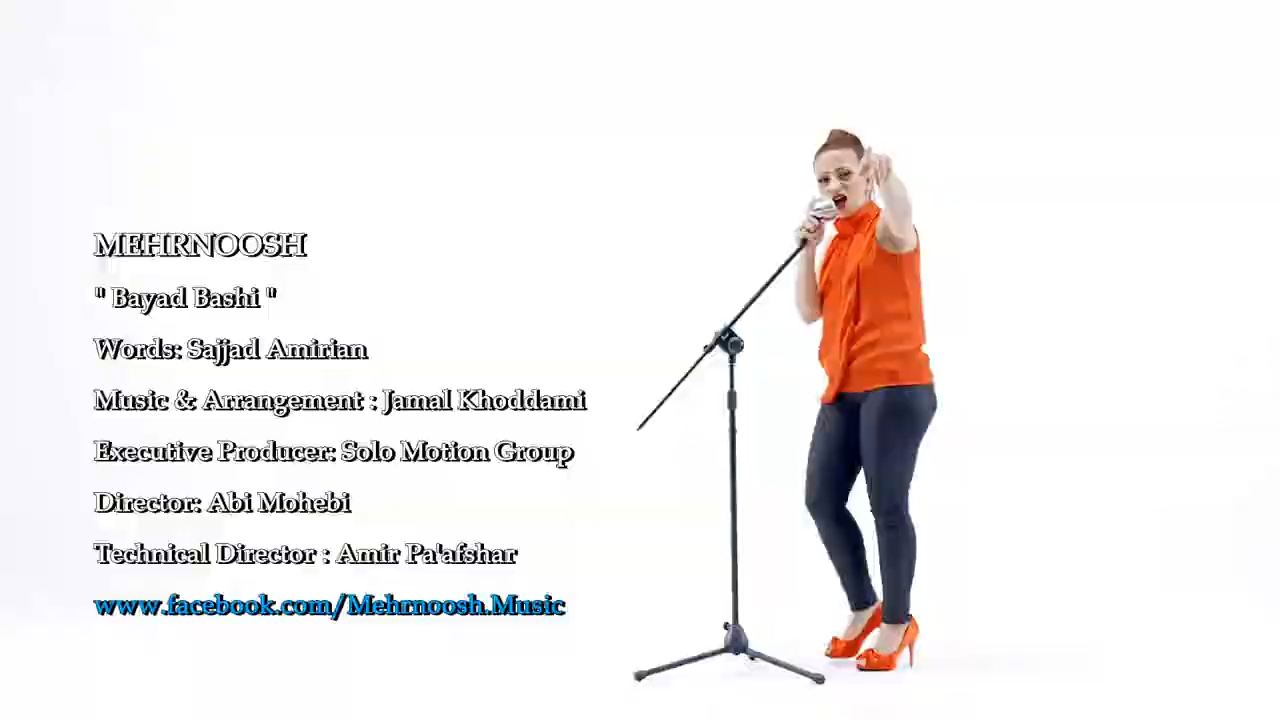 MEHRNOOSH
" Bayad Bashi "
Words: Sajjad Amirian
Music & Arrangement : Jamal Khoddami
Executive Producer: Solo Motion Group
Director: Abi Mohebi
Technical Director : Amir Pa'afshar
www.facebook.com/Mehrnoosh.Music